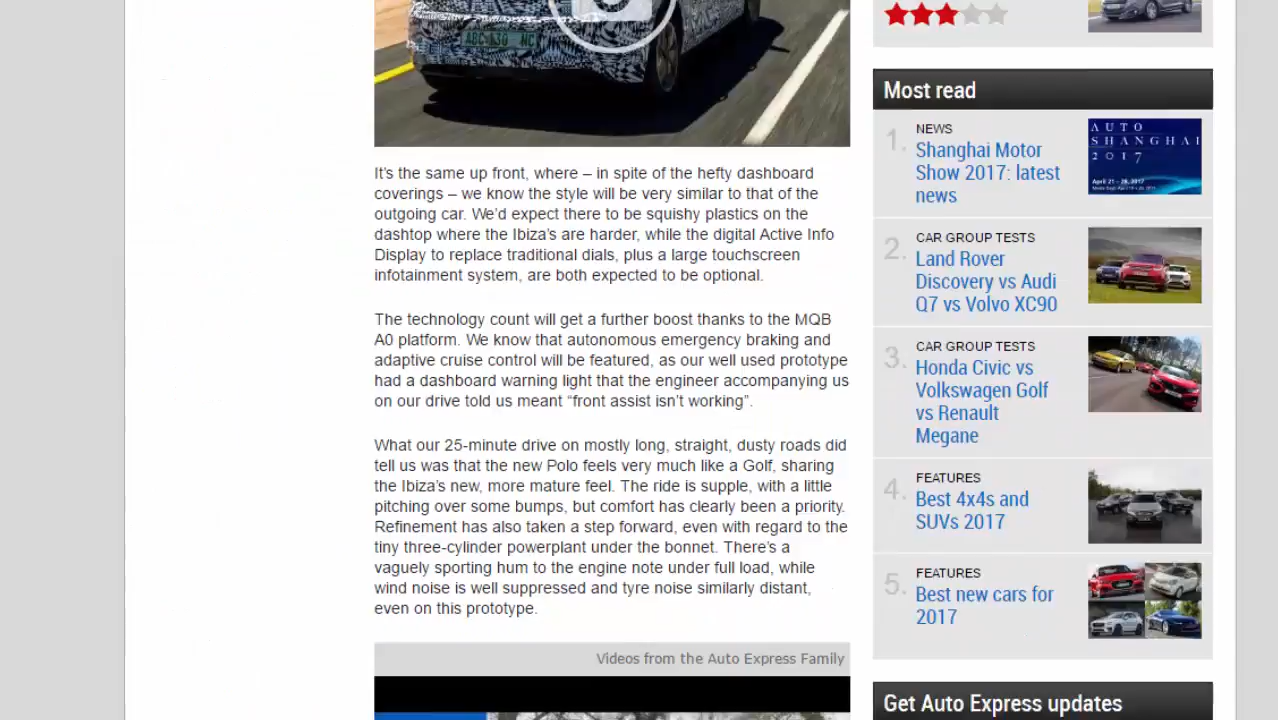 It's the same up front, where – in spite of the hefty dashboard
coverings – we know the style will be very similar to that of the
outgoing car. We'd expect there to be squishy plastics on the
dashtop where the Ibiza's are harder, while the digital Active Info
Display to replace traditional dials, plus a large touchscreen
infotainment system, are both expected to be optional.
The technology count will get a further boost thanks to the MQB
A0 platform. We know that autonomous emergency braking and
adaptive cruise control will be featured, as our well used prototype
had a dashboard warning light that the engineer accompanying us
on our drive told us meant “front assist isn't working”.
What our 25-minute drive on mostly long, straight, dusty roads did
tell us was that the new Polo feels very much like a Golf, sharing
the Ibiza's new, more mature feel. The ride is supple, with a little
pitching over some bumps, but comfort has clearly been a priority.
Refinement has also taken a step forward, even with regard to the
tiny three-cylinder powerplant under the bonnet. There's a
vaguely sporting hum to the engine note under full load, while
wind noise is well suppressed and tyre noise similarly distant,
even on this prototype.
Videos from the Auto Express Family
Most read
1. NEWS
Shanghai Motor
Show 2017: latest
news
AUTO
SHANGHAI
2017
April 21 - 28, 2017
2. CAR GROUP TESTS
Land Rover
Discovery vs Audi
Q7 vs Volvo XC90
3. CAR GROUP TESTS
Honda Civic vs
Volkswagen Golf
vs Renault
Megane
4. FEATURES
Best 4x4s and
SUVs 2017
5. FEATURES
Best new cars for
2017
Get Auto Express updates